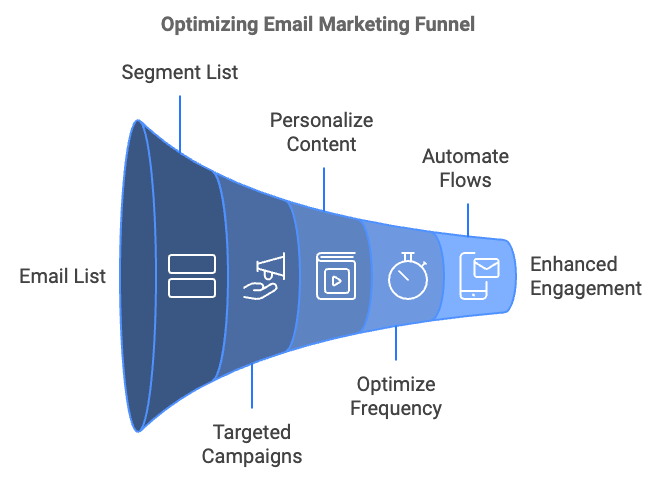 Optimizing Email Marketing Funnel
Segment List
Personalize
Content
Automate
Flows
Email List
Enhanced
Engagement
Optimize
Frequency
Targeted
Campaigns